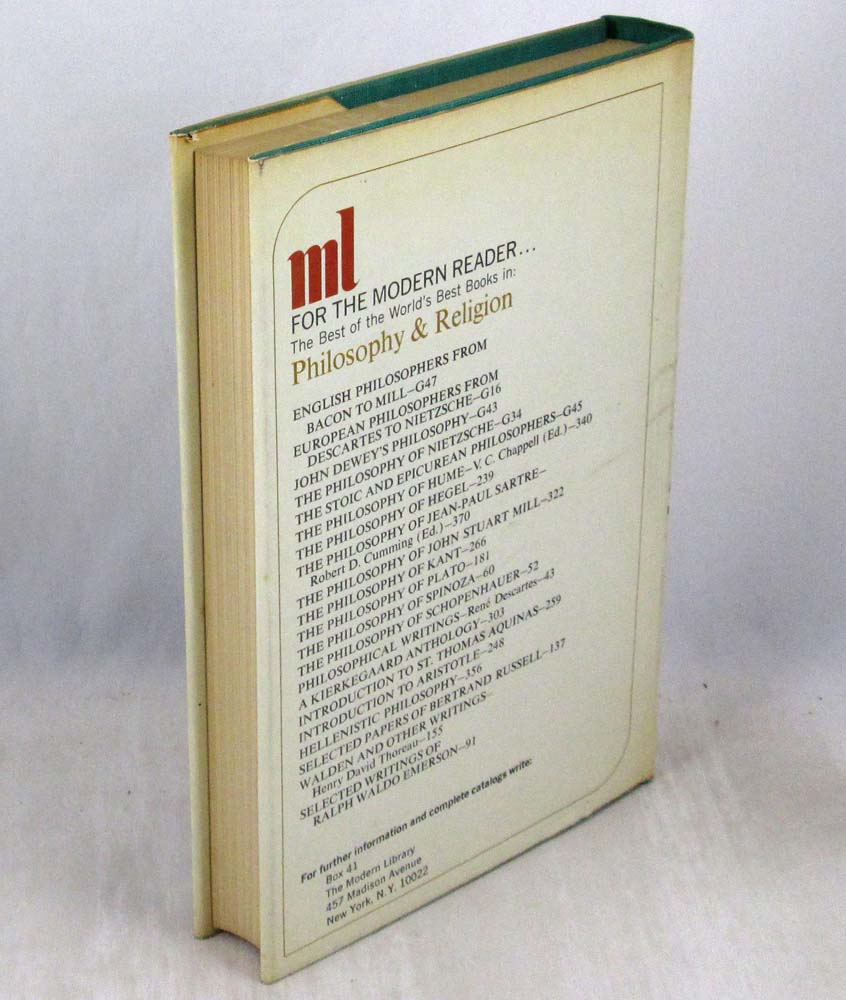 ml
FOR THE MODERN READER...
The Best of the World's Best Books in:
Philosophy & Religion
ENGLISH PHILOSOPHERS FROM
BACON TO MILL—G47
EUROPEAN PHILOSOPHERS FROM
DESCARTES TO NIETZSCHE—G16
JOHN DEWEY'S PHILOSOPHY—G43
THE PHILOSOPHY OF NIETZSCHE—G34
THE STOIC AND EPICUREAN PHILOSOPHERS—G45
THE PHILOSOPHY OF HUME—V. C. Chappell (Ed.)—340
THE PHILOSOPHY OF HEGEL—239
THE PHILOSOPHY OF JEAN-PAUL SARTRE—
Robert D. Cumming (Ed.)—370
THE PHILOSOPHY OF JOHN STUART MILL—322
THE PHILOSOPHY OF KANT—266
THE PHILOSOPHY OF PLATO—181
THE PHILOSOPHY OF SPINOZA—60
THE PHILOSOPHY OF SCHOPENHAUER—52
PHILOSOPHICAL WRITINGS—René Descartes—43
A KIERKEGAARD ANTHOLOGY—303
INTRODUCTION TO ST. THOMAS AQUINAS—259
INTRODUCTION TO ARISTOTLE—248
HELLENISTIC PHILOSOPHY—356
SELECTED PAPERS OF BERTRAND RUSSELL—137
WALDEN AND OTHER WRITINGS—
Henry David Thoreau—155
SELECTED WRITINGS OF
RALPH WALDO EMERSON—91
For further information and complete catalogs write:
Box 41
The Modern Library
457 Madison Avenue
New York, N.Y. 10022